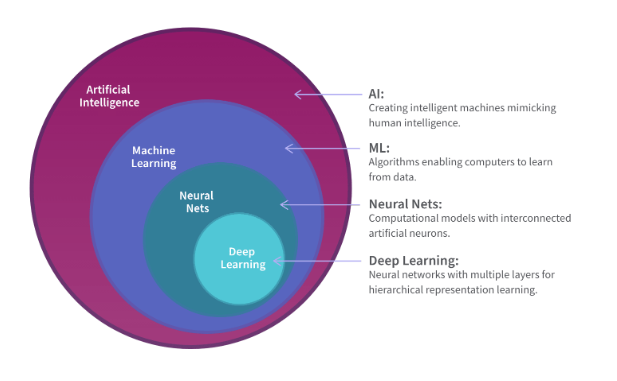 Artificial
Intelligence
Machine
Learning
Neural
Nets
Deep
Learning
AI:
Creating intelligent machines mimicking
human intelligence.
ML:
Algorithms enabling computers to learn
from data.
Neural Nets:
Computational models with interconnected
artificial neurons.
Deep Learning:
Neural networks with multiple layers for
hierarchical representation learning.